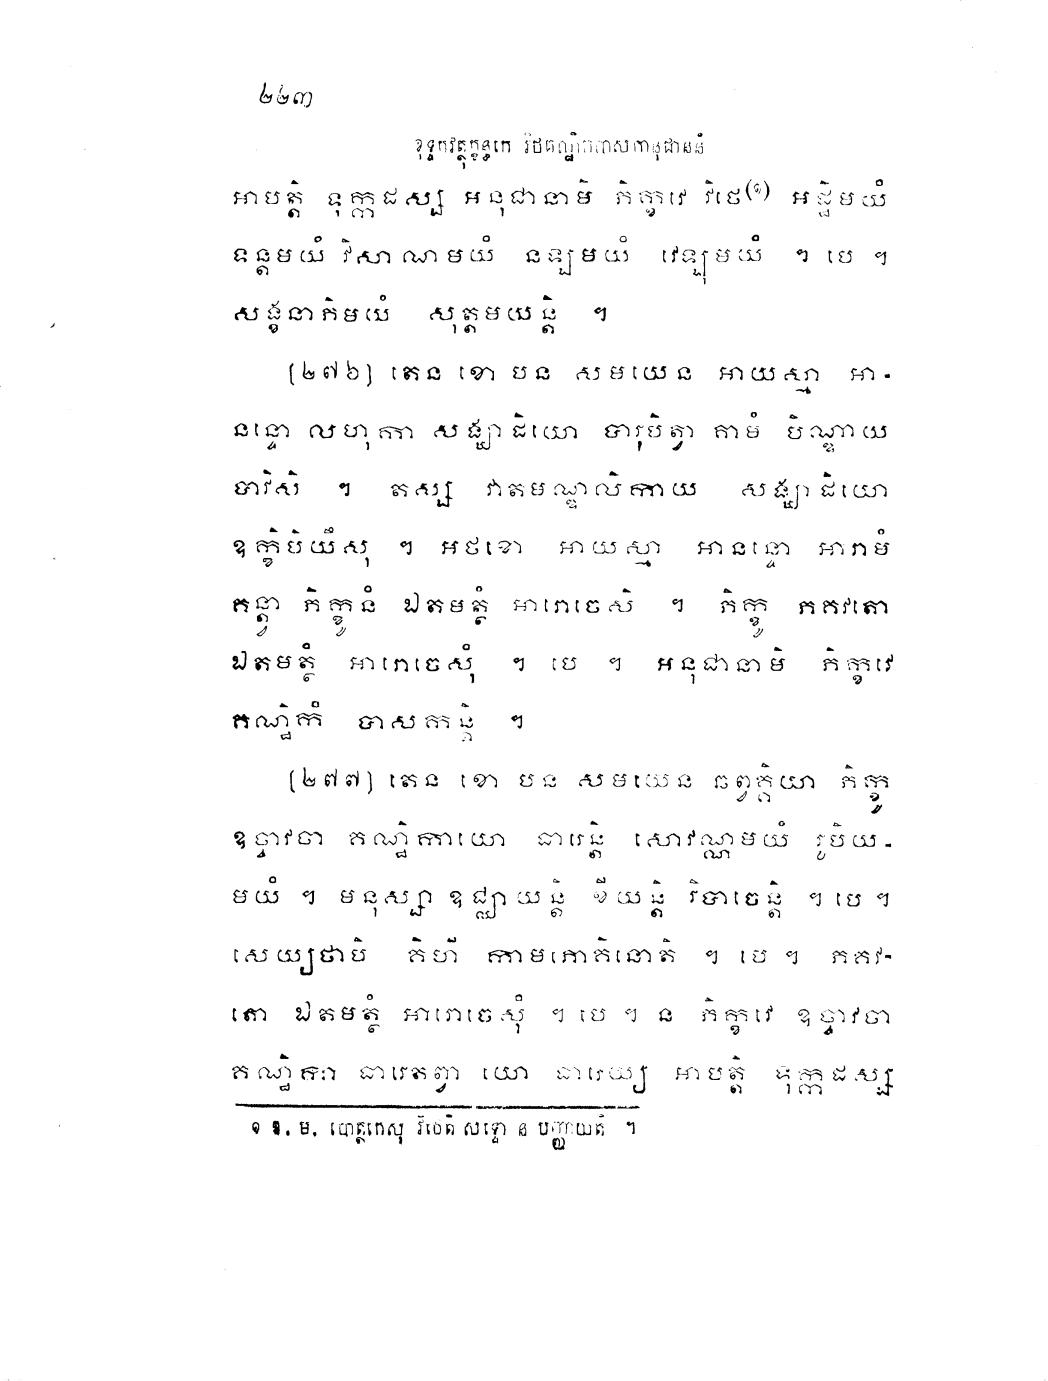 ២៦៣
ខុទ្ទកវត្ថុក្ខន្ធកេ វិថៃគណ្ឋិកបាសកានុជាននំ
អាបត្តិ ទុក្កដស្ស អនុជានាមិ ភិក្ខវេ វិថេ(១) អដ្ឋិមយំ
ទន្តមយំ វិសាណមយំ នឡមយំ វេឡុមយំ ។ បេ ។
សង្ខនាភិមយំ សុត្តមយន្តិ ។
(២៧៦) តេន ខោ បន សមយេន អាយស្មា អា-
នន្ទោ លហុកា សង្ឃាដិយោ បារុបិត្វា គាមំ បិណ្ឌាយ
បាវិសិ ។ តស្ស វាតមណ្ឌលិកាយ សង្ឃាដិយោ
ឧក្ខិបិយឹសុ ។ អថខោ អាយស្មា អានន្ទោ អារាមំ
គន្ត្វា ភិក្ខូនំ ឯតមត្ថំ អារោចេសិ ។ ភិក្ខូ ភគវតោ
ឯតមត្ថំ អារោចេសុំ ។ បេ ។ អនុជានាមិ ភិក្ខវេ
គណ្ឋិកំ បាសកន្តិ ។
(២៧៧) តេន ខោ បន សមយេន ឆព្វគ្គិយា ភិក្ខូ
ឧច្ចាវចា គណ្ឋិកាយោ ធារេន្តិ សោវណ្ណមយំ រូបិយ-
មយំ ។ មនុស្សា ឧជ្ឈាយន្តិ ខីយន្តិ វិបាចេន្តិ ។ បេ ។
សេយ្យថាបិ គិហី កាមភោគិនោតិ ។ បេ ។ ភគវ-
តោ ឯតមត្ថំ អារោចេសុំ ។ បេ ។ ន ភិក្ខវេ ឧច្ចាវចា
គណ្ឋិកា ធារេតព្វា យោ ធារេយ្យ អាបត្តិ ទុក្កដស្ស
១ ឱ. ម. បោត្ថកេសុ វិថេតិ សទ្ទោ ន បញ្ញាយតិ ។